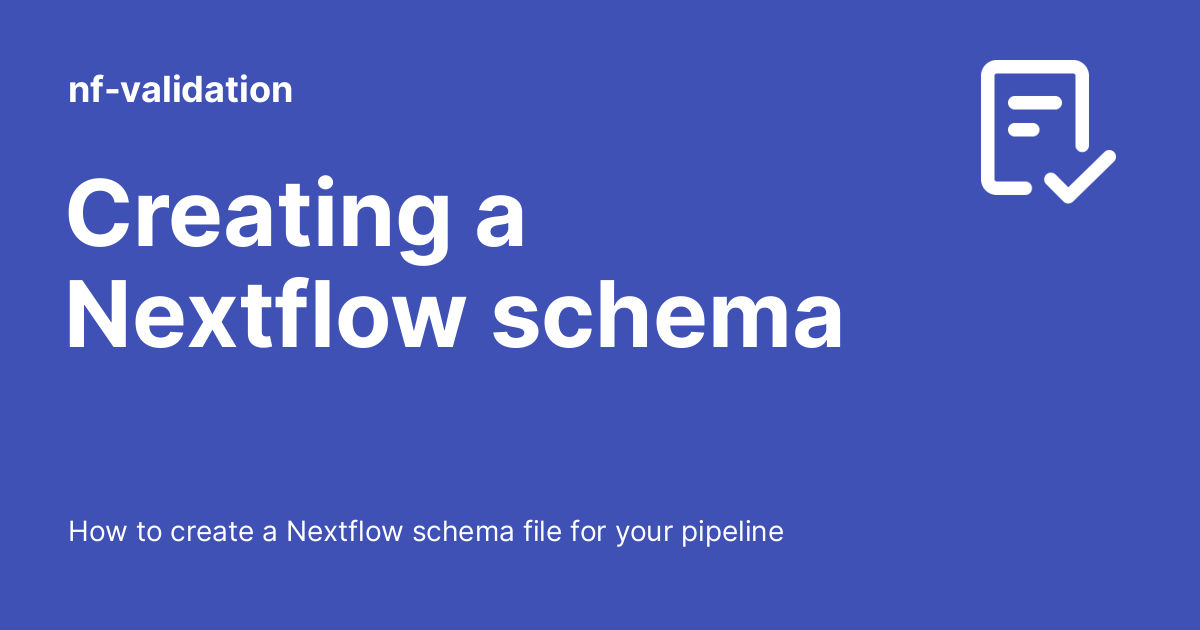 nf-validation
Creating a
Nextflow schema
How to create a Nextflow schema file for your pipeline